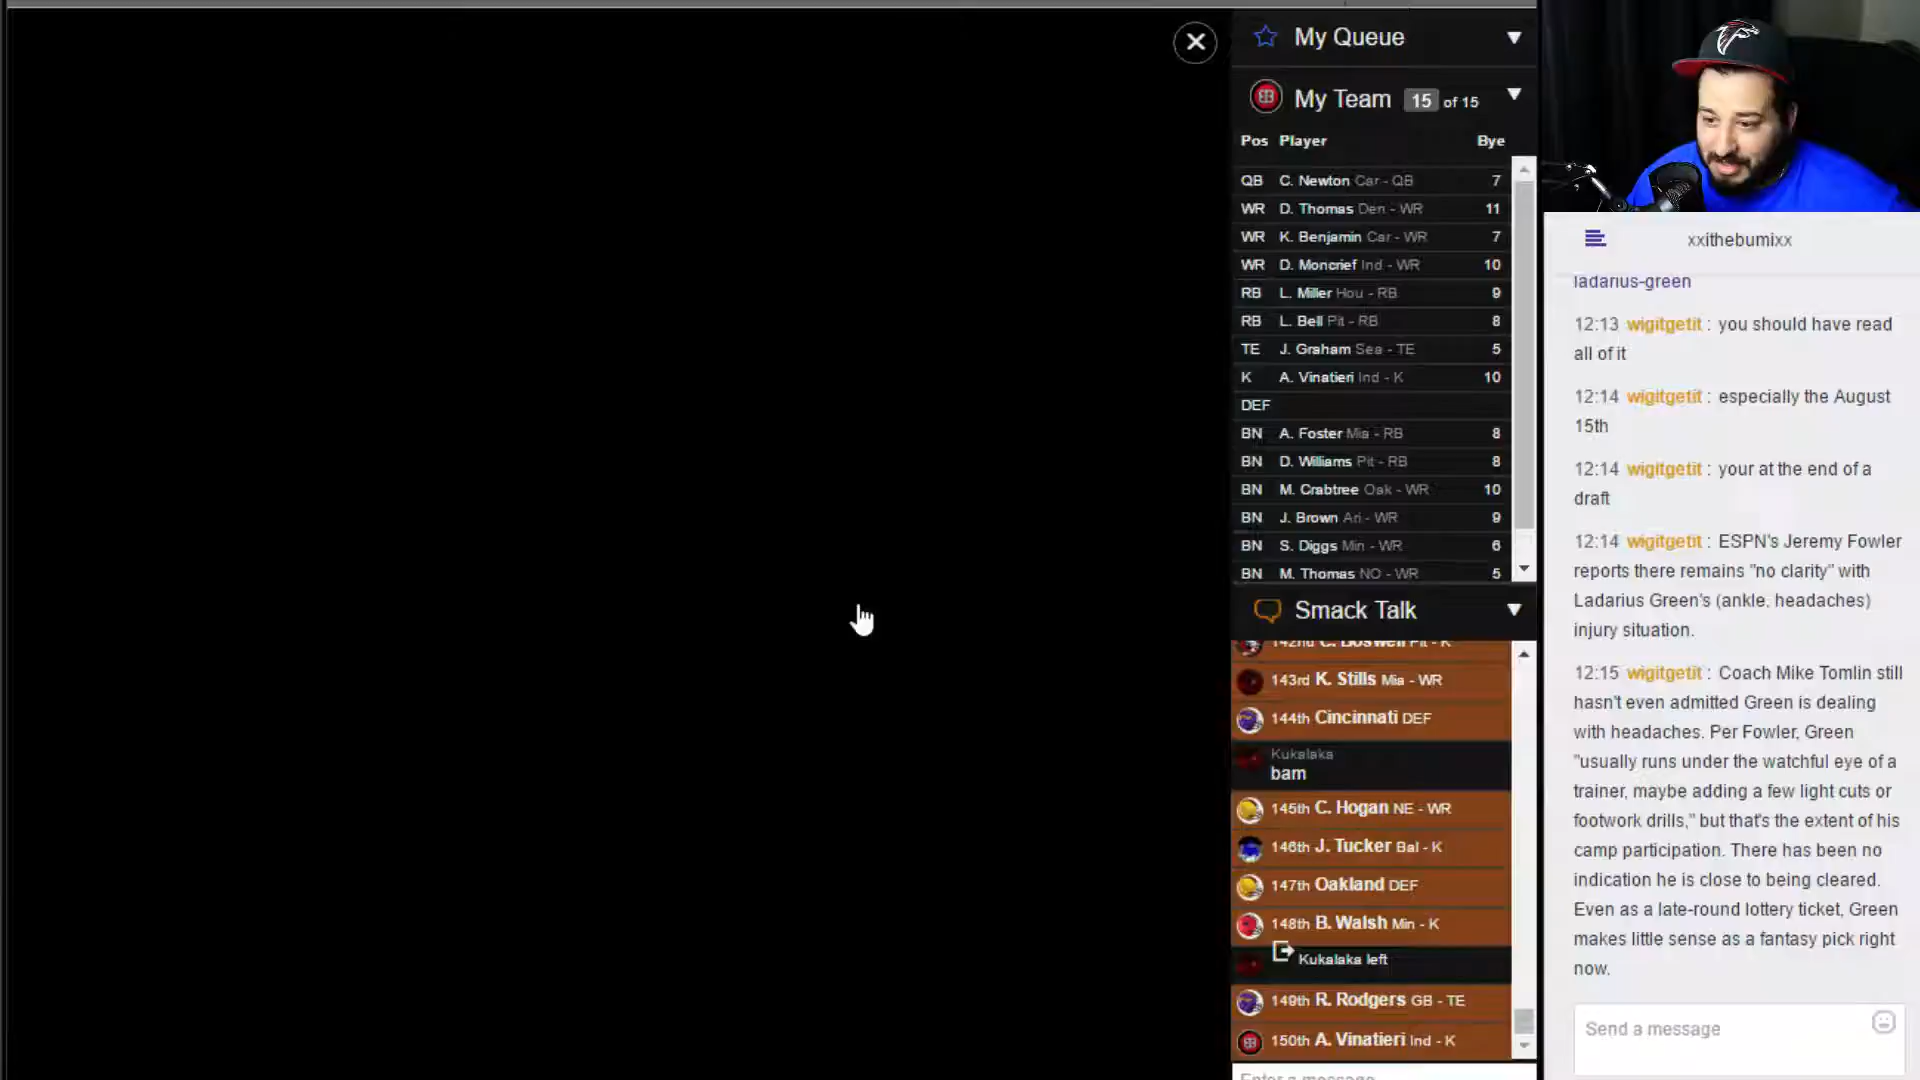 My Queue
My Team 15 of 15
Pos Player Bye
QB C. Newton Car - QB 7
WR D. Thomas Den - WR 11
WR K. Benjamin Car - WR 7
WR D. Moncrief Ind - WR 10
RB L. Miller Hou - RB 9
RB L. Bell Pit - RB 8
TE J. Graham Sea - TE 5
K A. Vinatieri Ind - K 10
DEF
BN A. Foster Mia - RB 8
BN D. Williams Pit - RB 8
BN M. Crabtree Oak - WR 10
BN J. Brown Ari - WR 9
BN S. Diggs Min - WR 6
BN M. Thomas NO - WR 5
Smack Talk
142nd C. Boswell Pit - K
143rd K. Stills Mia - WR
144th Cincinnati DEF
Kukalaka
bam
145th C. Hogan NE - WR
146th J. Tucker Bal - K
147th Oakland DEF
148th B. Walsh Min - K
Kukalaka left
149th R. Rodgers GB - TE
150th A. Vinatieri Ind - K
Enter a message
xxithebumixx
ladarius-green
12:13 wigitgetit : you should have read
all of it
12:14 wigitgetit : especially the August
15th
12:14 wigitgetit : your at the end of a
draft
12:14 wigitgetit : ESPN's Jeremy Fowler
reports there remains "no clarity" with
Ladarius Green's (ankle, headaches)
injury situation.
12:15 wigitgetit : Coach Mike Tomlin still
hasn't even admitted Green is dealing
with headaches. Per Fowler, Green
"usually runs under the watchful eye of a
trainer, maybe adding a few light cuts or
footwork drills," but that's the extent of his
camp participation. There has been no
indication he is close to being cleared.
Even as a late-round lottery ticket, Green
makes little sense as a fantasy pick right
now.
Send a message